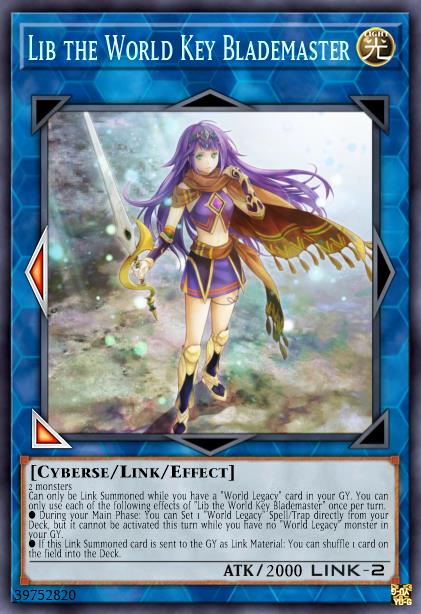 LIB THE WORLD KEY BLADEMASTER
LIGHT
光
[CYBERSE/LINK/EFFECT]
2 monsters
Can only be Link Summoned while you have a "World Legacy" card in your GY. You can
only use each of the following effects of "Lib the World Key Blademaster" once per turn.
● During your Main Phase: You can Set 1 "World Legacy" Spell/Trap directly from your
Deck, but it cannot be activated this turn while you have no "World Legacy" monster in
your GY.
● If this Link Summoned card is sent to the GY as Link Material: You can shuffle 1 card on
the field into the Deck.
ATK/2000 LINK-2
39752820